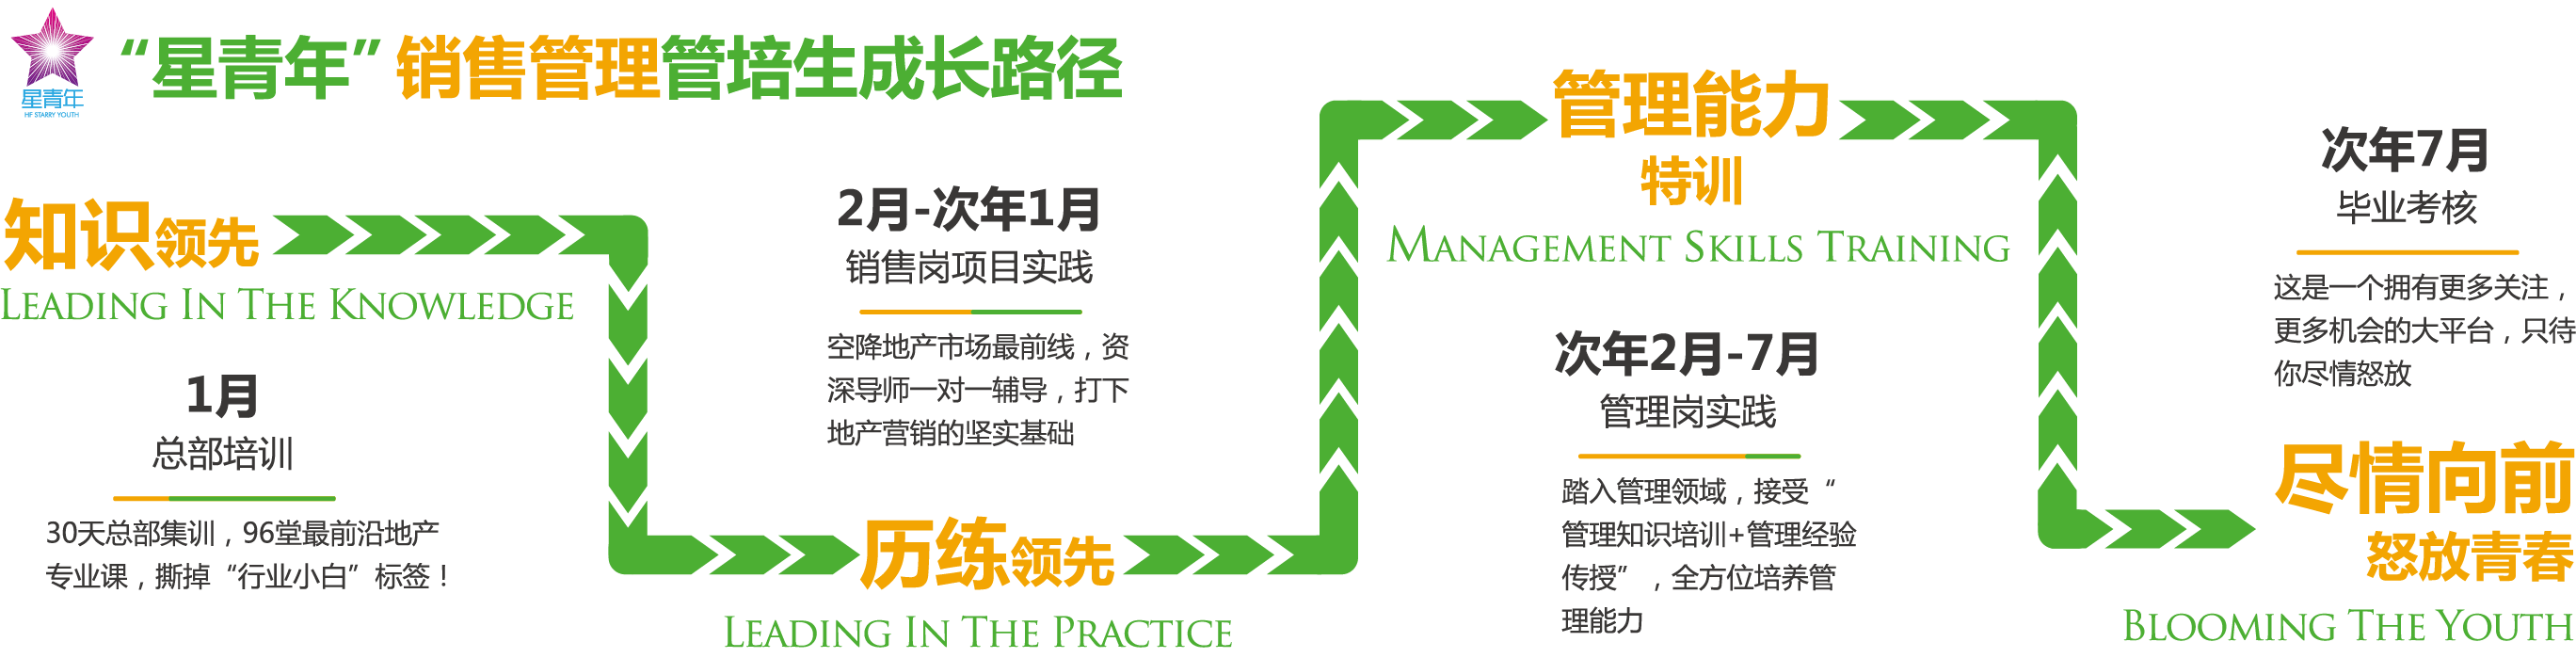 星青年
HF STARRY YOUTH
“星青年”销售管理管培生成长路径
知识领先
LEADING IN THE KNOWLEDGE
1月
总部培训
30天总部集训，96堂最前沿地产
专业课，撕掉“行业小白”标签！
2月-次年1月
销售岗项目实践
空降地产市场最前线，资
深导师一对一辅导，打下
地产营销的坚实基础
历练领先
LEADING IN THE PRACTICE
管理能力
特训
MANAGEMENT SKILLS TRAINING
次年2月-7月
管理岗实践
踏入管理领域，接受“
管理知识培训+管理经验
传授”，全方位培养管
理能力
次年7月
毕业考核
这是一个拥有更多关注，
更多机会的大平台，只待
你尽情怒放
尽情向前
怒放青春
BLOOMING THE YOUTH